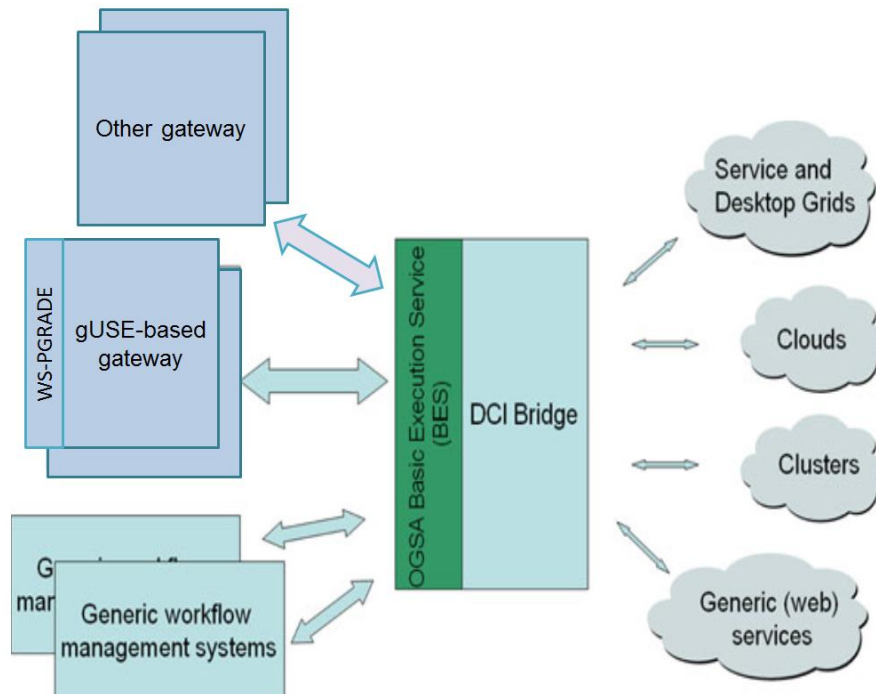 Other gateway
WS-PGRADE
gUSE-based
gateway
Generic workflow
management systems
OGSA Basic Execution Service
(BES)
DCI Bridge
Service and
Desktop Grids
Clouds
Clusters
Generic (web)
services